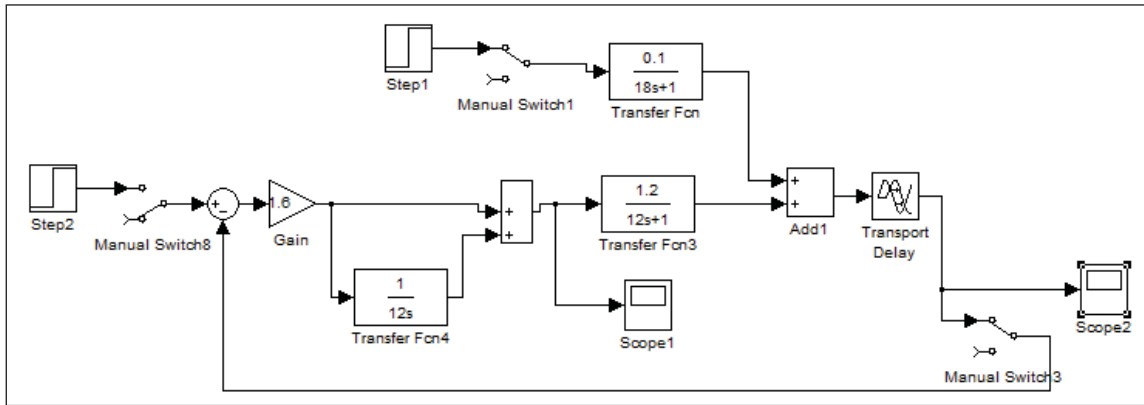 Step1
Manual Switch1
0.1
18s+1
Transfer Fcn
Step2
Manual Switch8
+
−
1.6
Gain
+
+
1
12s
Transfer Fcn4
1.2
12s+1
Transfer Fcn3
Scope1
+
+
Add1
Transport
Delay
Manual Switch3
Scope2